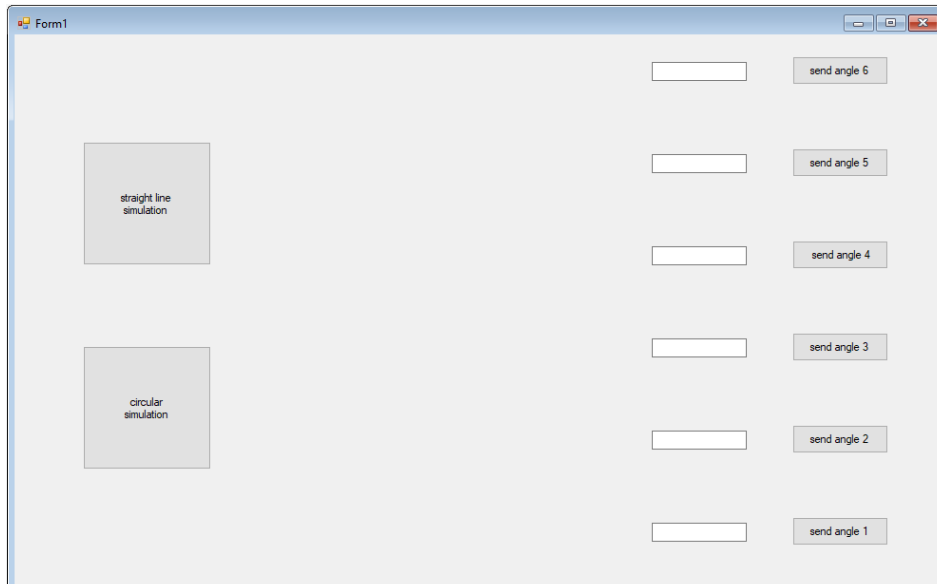 Form1
send angle 6
straight line
simulation
send angle 5
send angle 4
send angle 3
circular
simulation
send angle 2
send angle 1